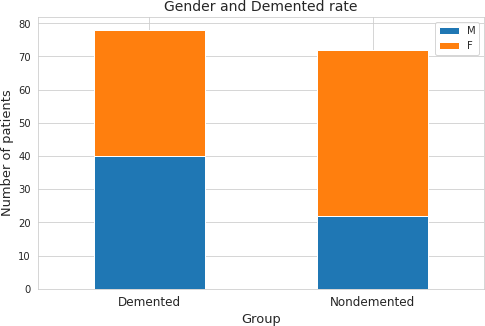 Gender and Demented rate
Number of patients
80
70
60
50
40
30
20
10
0
M
F
Demented
Nondemented
Group